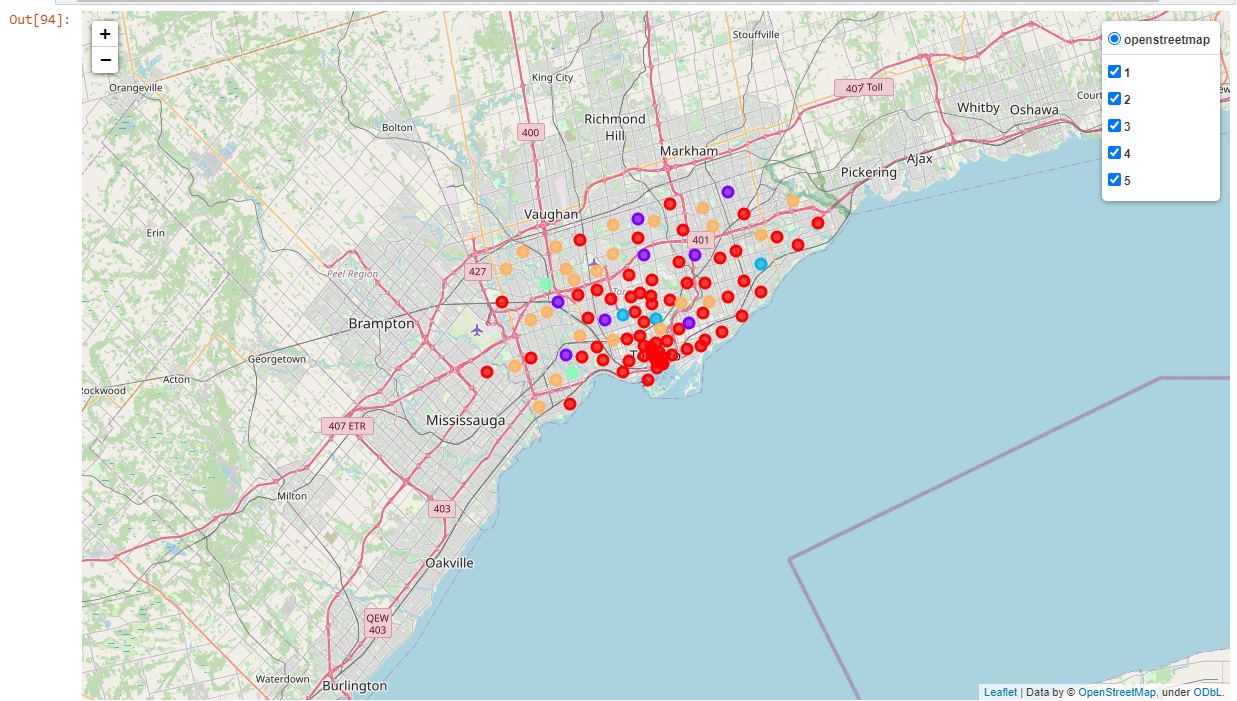 Out[94]:
+
−
Stouffville
openstreetmap
King City
Orangeville
407 Toll
1
Whitby
Oshawa
Court
2
Richmond
Hill
Bolton
400
3
Markham
4
Ajax
Pickering
5
Vaughan
Erin
401
427
Peel Region
Brampton
Georgetown
Acton
Mississauga
407 ETR
Milton
403
Oakville
QEW
403
Waterdown
Burlington
Leaflet | Data by © OpenStreetMap, under ODbL.